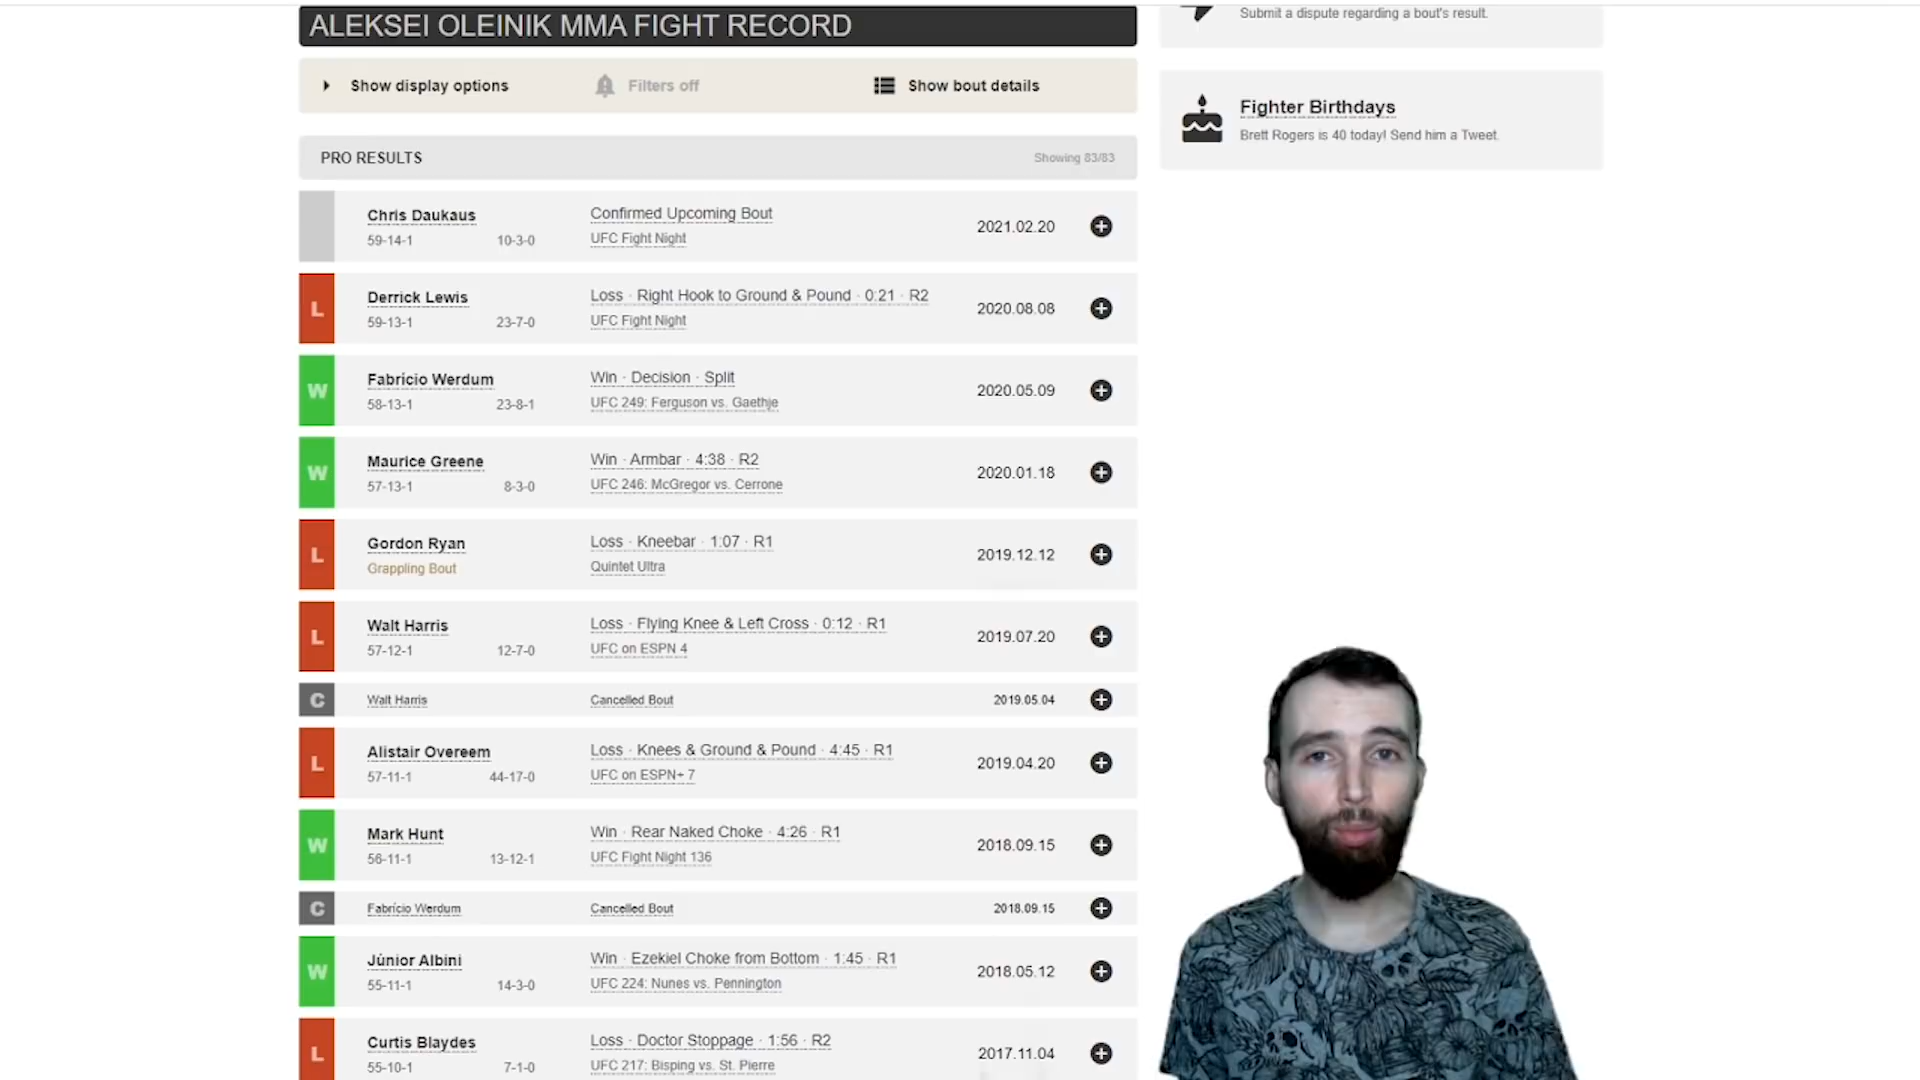 ALEKSEI OLEINIK MMA FIGHT RECORD
Submit a dispute regarding a bout's result.
Show display options
Filters off
Show bout details
Fighter Birthdays
Brett Rogers is 40 today! Send him a Tweet.
PRO RESULTS
Showing 83/83
Chris Daukaus
59-14-1 10-3-0
Confirmed Upcoming Bout
UFC Fight Night
2021.02.20
L
Derrick Lewis
59-13-1 23-7-0
Loss · Right Hook to Ground & Pound · 0:21 · R2
UFC Fight Night
2020.08.08
W
Fabrício Werdum
58-13-1 23-8-1
Win · Decision · Split
UFC 249: Ferguson vs. Gaethje
2020.05.09
W
Maurice Greene
57-13-1 8-3-0
Win · Armbar · 4:38 · R2
UFC 246: McGregor vs. Cerrone
2020.01.18
L
Gordon Ryan
Grappling Bout
Loss · Kneebar · 1:07 · R1
Quintet Ultra
2019.12.12
L
Walt Harris
57-12-1 12-7-0
Loss · Flying Knee & Left Cross · 0:12 · R1
UFC on ESPN 4
2019.07.20
C
Walt Harris
Cancelled Bout
2019.05.04
L
Alistair Overeem
57-11-1 44-17-0
Loss · Knees & Ground & Pound · 4:45 · R1
UFC on ESPN+ 7
2019.04.20
W
Mark Hunt
56-11-1 13-12-1
Win · Rear Naked Choke · 4:26 · R1
UFC Fight Night 136
2018.09.15
C
Fabrício Werdum
Cancelled Bout
2018.09.15
W
Júnior Albini
55-11-1 14-3-0
Win · Ezekiel Choke from Bottom · 1:45 · R1
UFC 224: Nunes vs. Pennington
2018.05.12
L
Curtis Blaydes
55-10-1 7-1-0
Loss · Doctor Stoppage · 1:56 · R2
UFC 217: Bisping vs. St. Pierre
2017.11.04